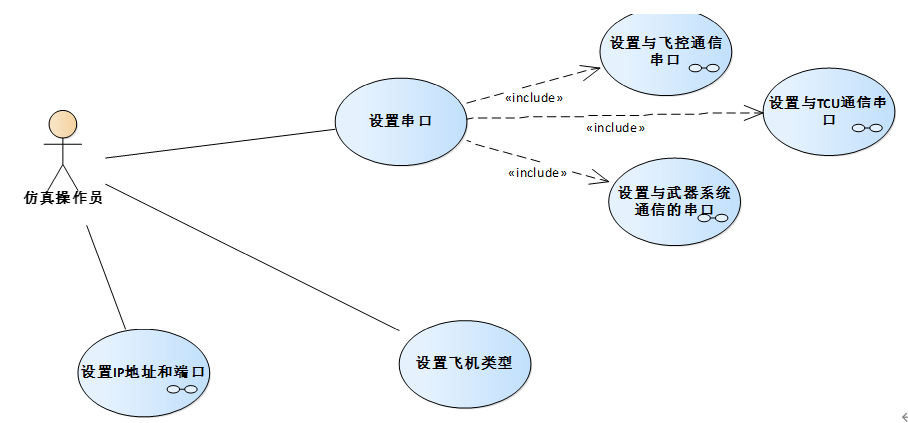 设置与飞控通信
串口
设置与TCU通信串
口
设置串口
«include»
«include»
«include»
设置与武器系统
通信的串口
仿真操作员
设置IP地址和端口
设置飞机类型